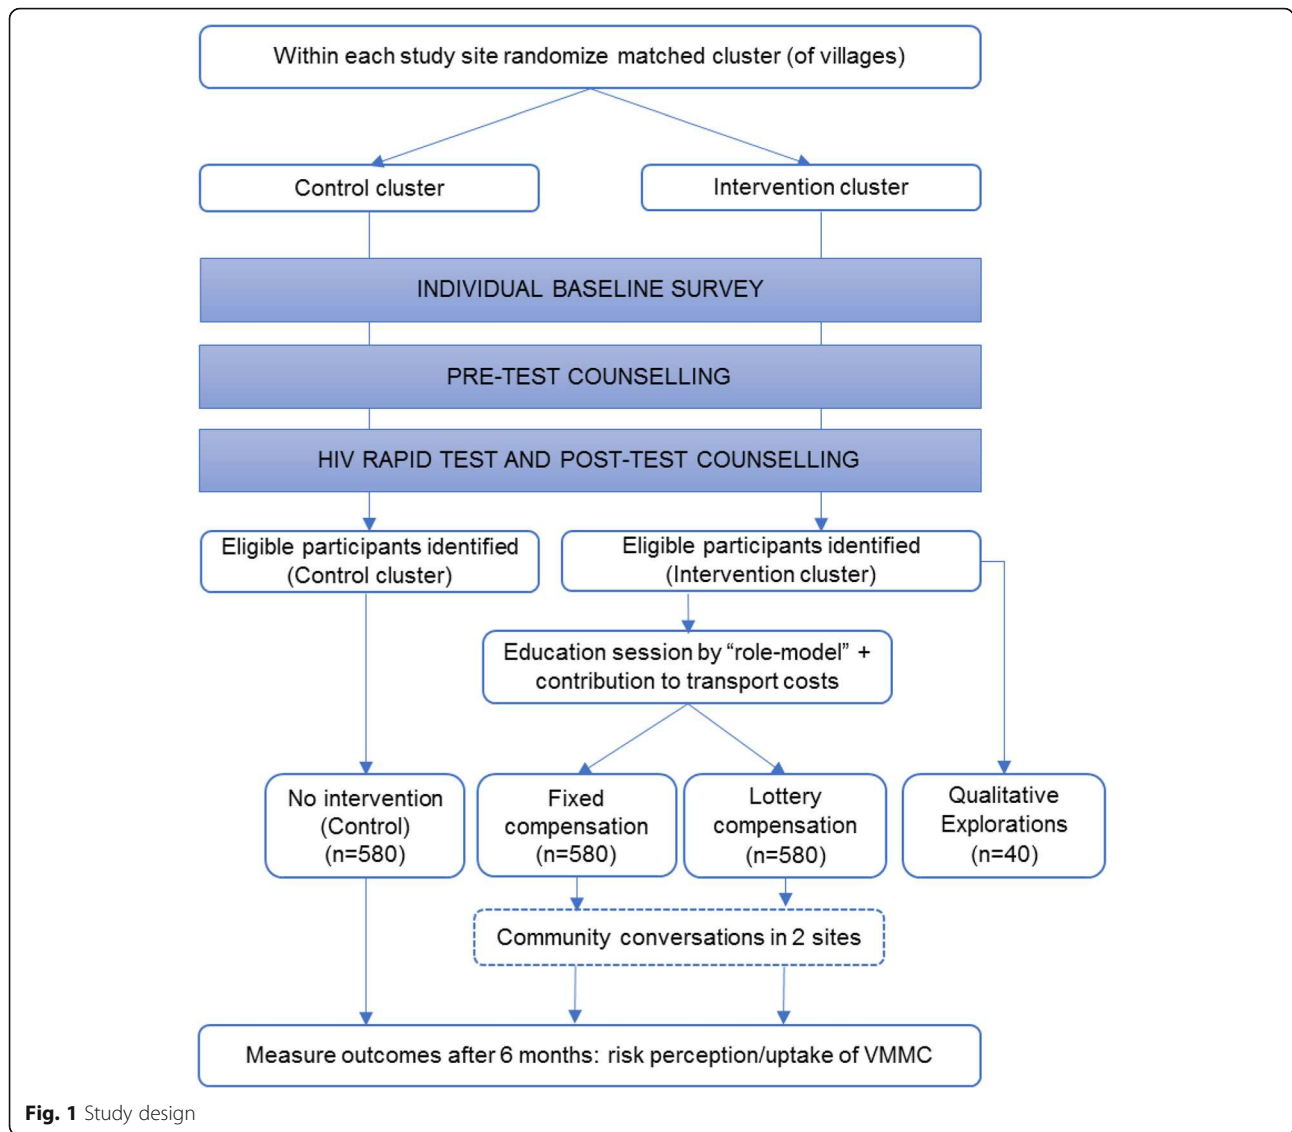 Within each study site randomize matched cluster (of villages)
Control cluster
Intervention cluster
INDIVIDUAL BASELINE SURVEY
PRE-TEST COUNSELLING
HIV RAPID TEST AND POST-TEST COUNSELLING
Eligible participants identified
(Control cluster)
Eligible participants identified
(Intervention cluster)
Education session by “role-model” +
contribution to transport costs
No intervention
(Control)
(n=580)
Fixed
compensation
(n=580)
Lottery
compensation
(n=580)
Qualitative
Explorations
(n=40)
Community conversations in 2 sites
Measure outcomes after 6 months: risk perception/uptake of VMMC
Fig. 1 Study design